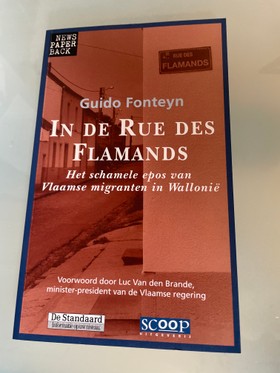 NEWS
PAPER
BACK
RUE DES
FLAMANDS
Guido Fonteyn
IN DE RUE DES
FLAMANDS
Het schamele epos van
Vlaamse migranten in Wallonië
Voorwoord door Luc Van den Brande,
minister-president van de Vlaamse regering
De Standaard
SCOOP